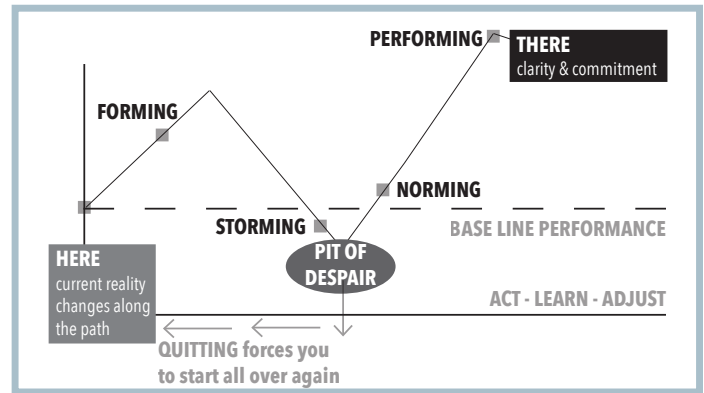 PERFORMING
THERE
clarity & commitment
FORMING
NORMING
STORMING
BASE LINE PERFORMANCE
PIT OF
DESPAIR
HERE
current reality
changes along
the path
ACT - LEARN - ADJUST
QUITTING forces you
to start all over again